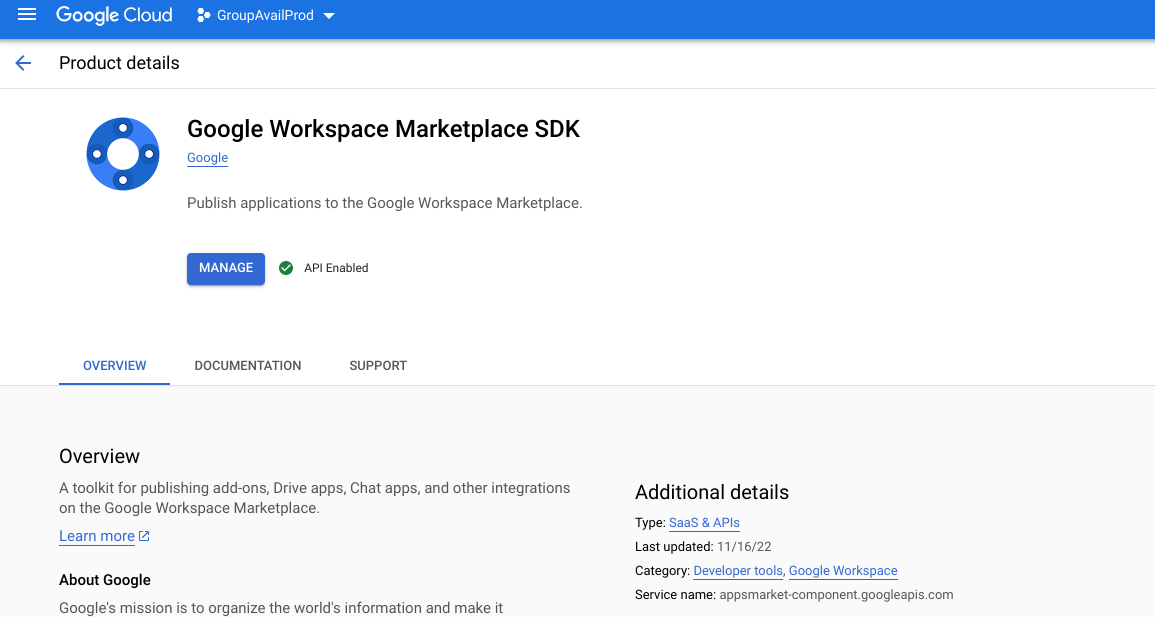 Google Cloud
GroupAvailProd
Product details
Google Workspace Marketplace SDK
Google
Publish applications to the Google Workspace Marketplace.
MANAGE
API Enabled
OVERVIEW
DOCUMENTATION
SUPPORT
Overview
A toolkit for publishing add-ons, Drive apps, Chat apps, and other integrations
on the Google Workspace Marketplace.
Learn more
About Google
Google's mission is to organize the world's information and make it
Additional details
Type: SaaS & APIs
Last updated: 11/16/22
Category: Developer tools, Google Workspace
Service name: appsmarket-component.googleapis.com